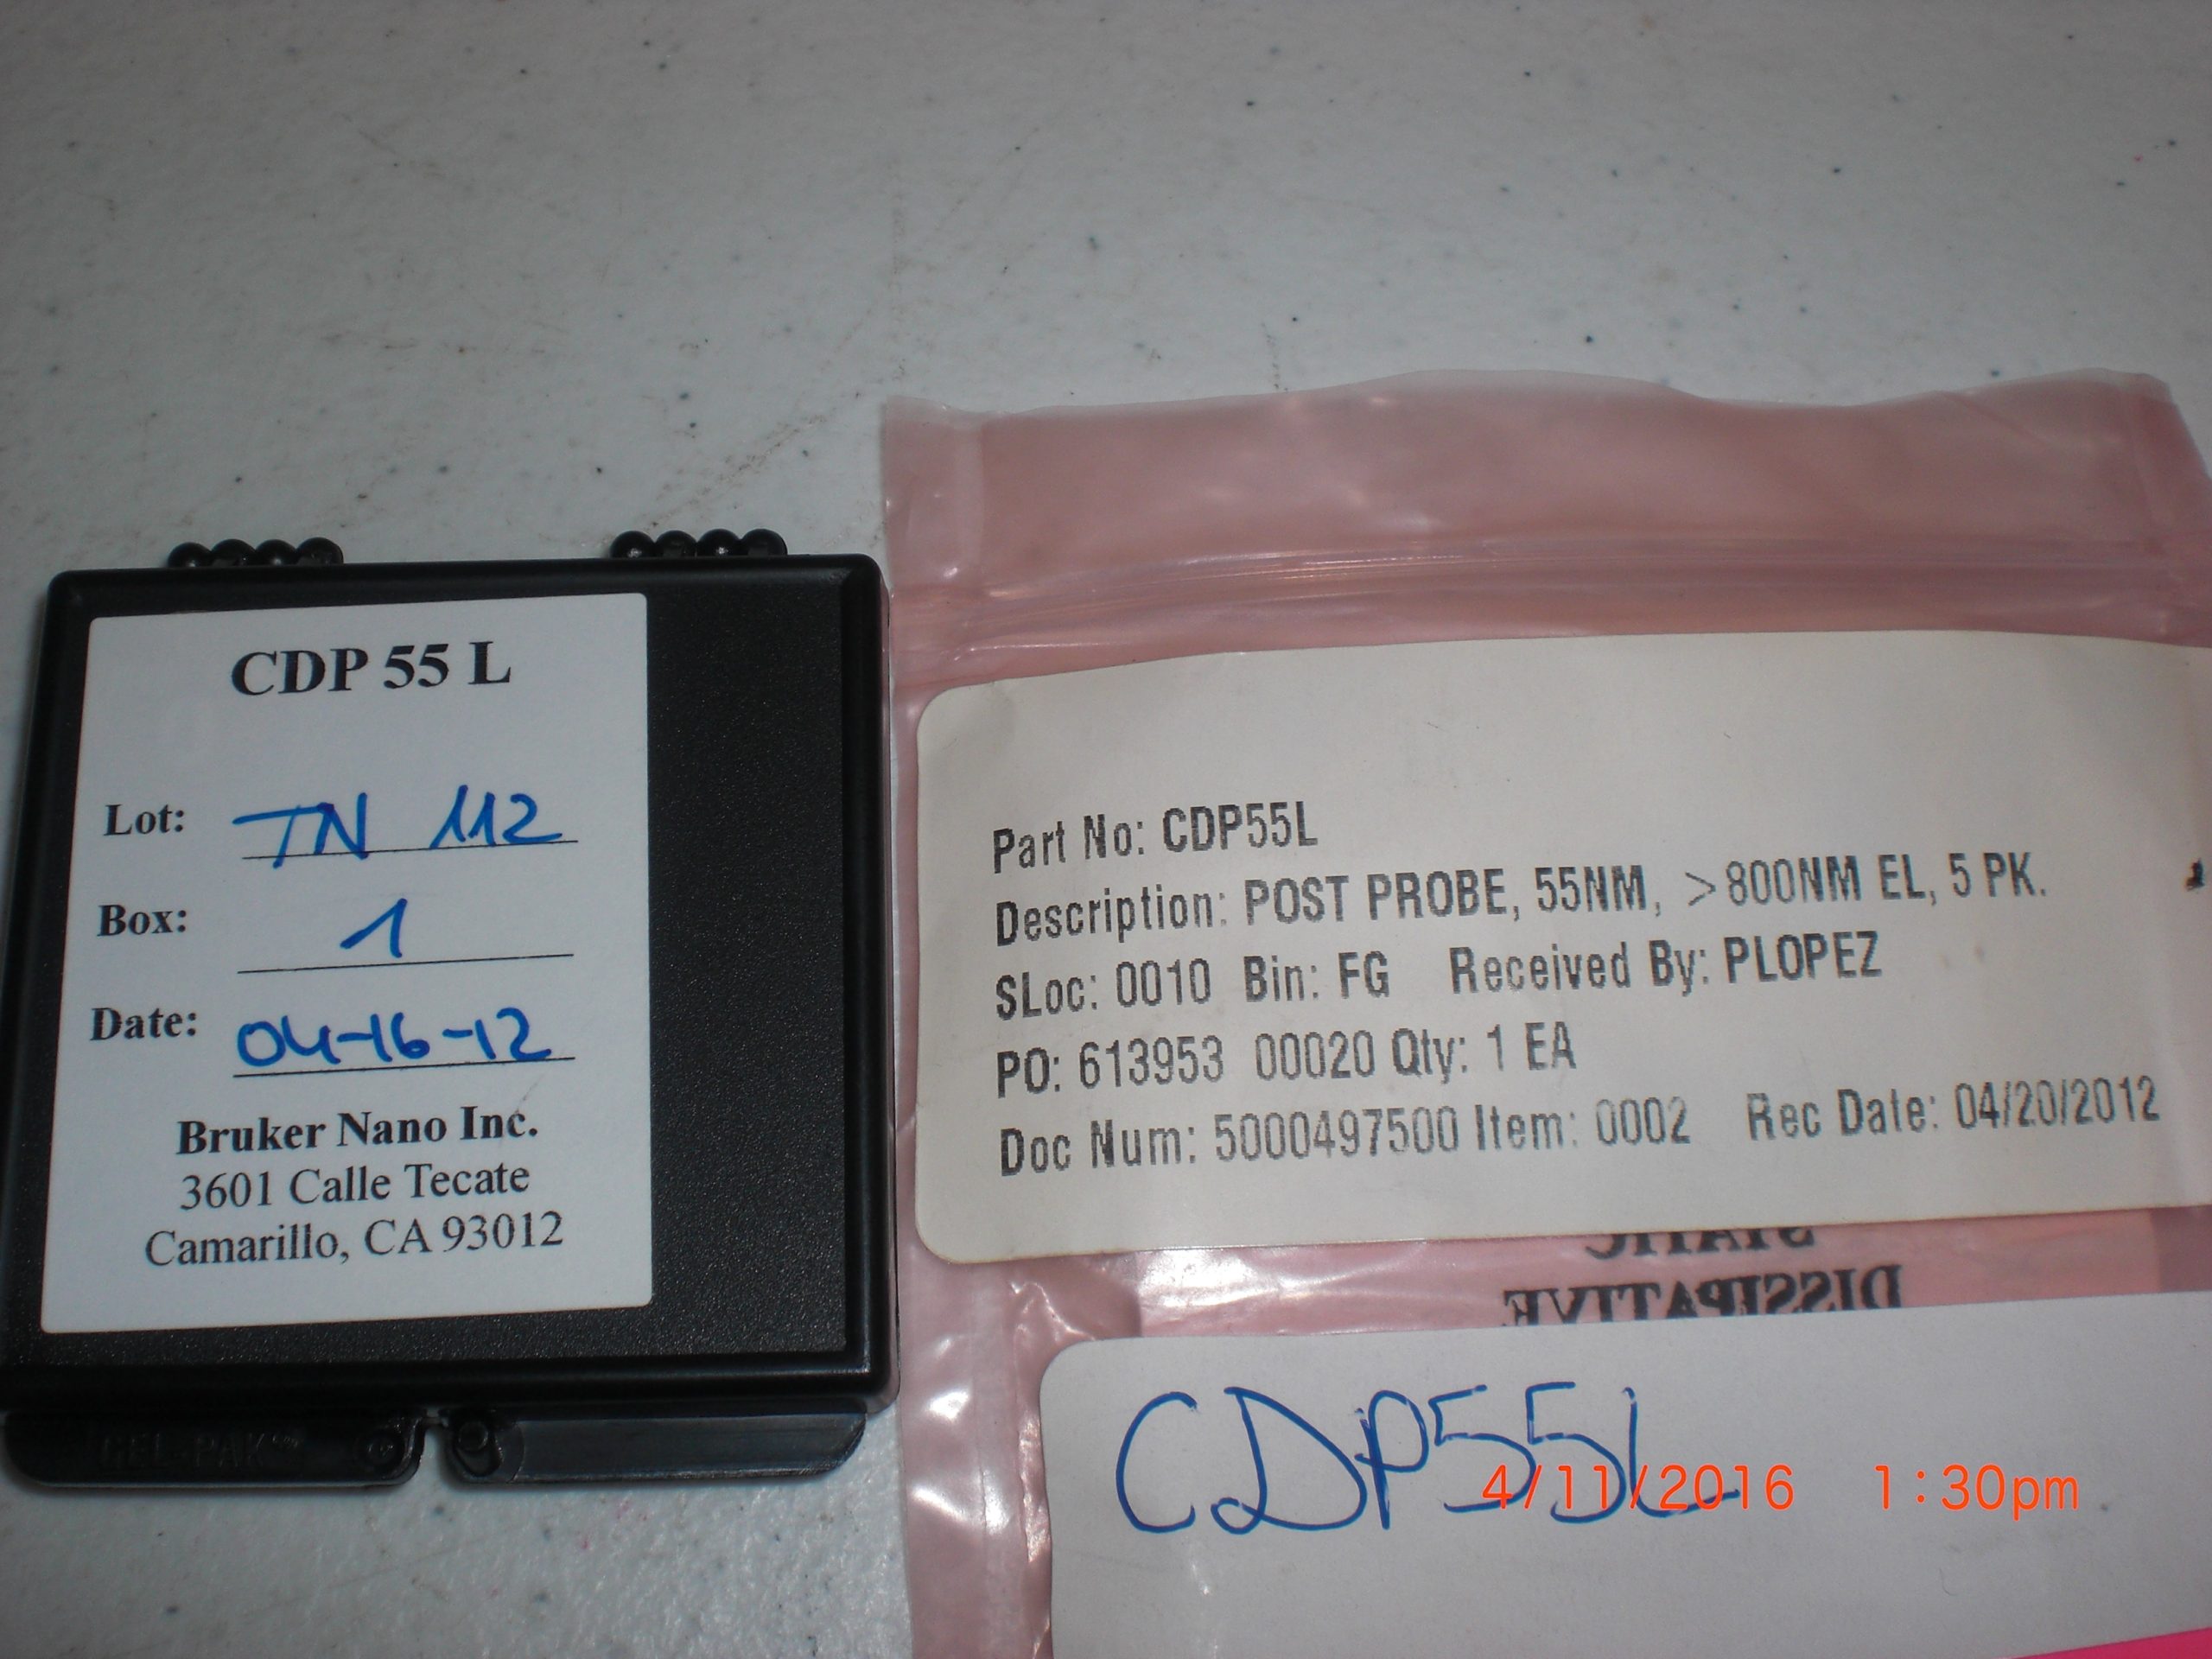 CDP 55 L
Lot: TN 112
Box: 1
Date: 04-16-12
Bruker Nano Inc.
3601 Calle Tecate
Camarillo, CA 93012
GEL-PAK™
Part No: CDP55L
Description: POST PROBE, 55NM, >800NM EL, 5 PK.
SLoc: 0010 Bin: FG Received By: PLOPEZ
PO: 613953 00020 Qty: 1 EA
Doc Num: 5000497500 Item: 0002 Rec Date: 04/20/2012
STATIC
DISSIPATIVE
CDP55L
4/11/2016 1:30pm